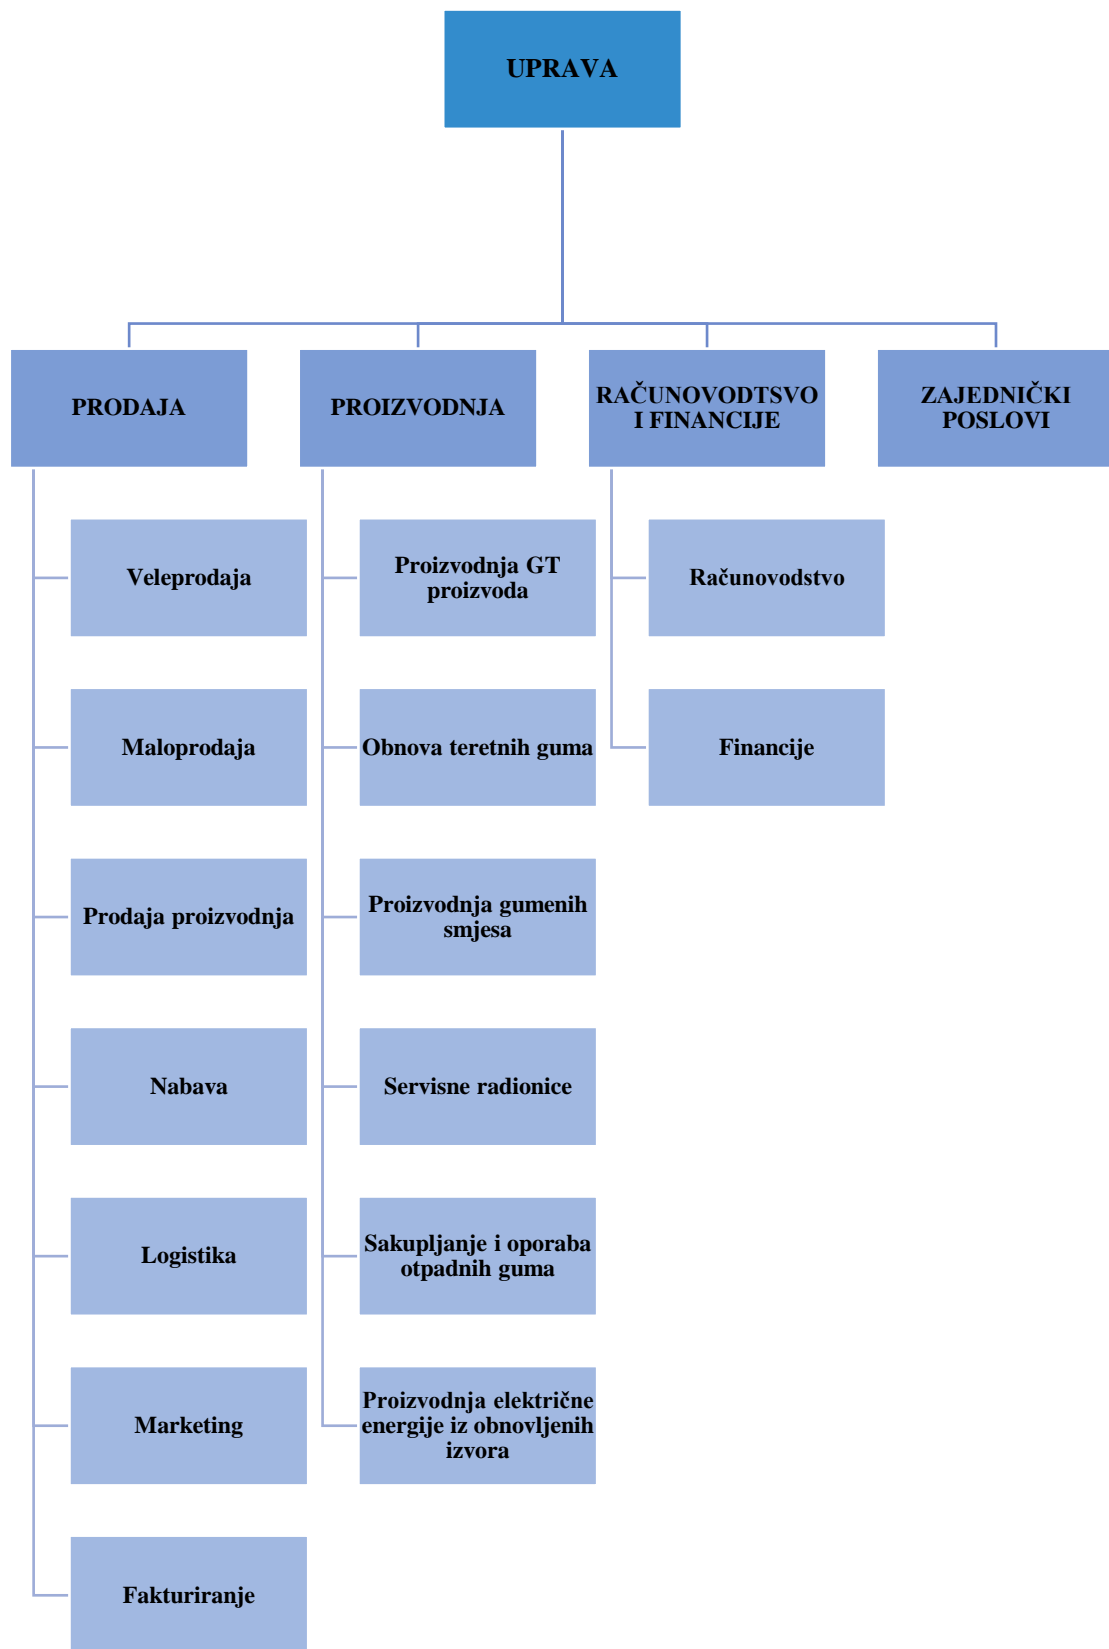 UPRAVA
PRODAJA
Veleprodaja
Maloprodaja
Prodaja proizvodnja
Nabava
Logistika
Marketing
Fakturiranje
PROIZVODNJA
Proizvodnja GT
proizvoda
Obnova teretnih guma
Proizvodnja gumenih
smjesa
Servisne radionice
Sakupljanje i oporaba
otpadnih guma
Proizvodnja električne
energije iz obnovljenih
izvora
RAČUNOVODTSVO
I FINANCIJE
Računovodstvo
Financije
ZAJEDNIČKI
POSLOVI